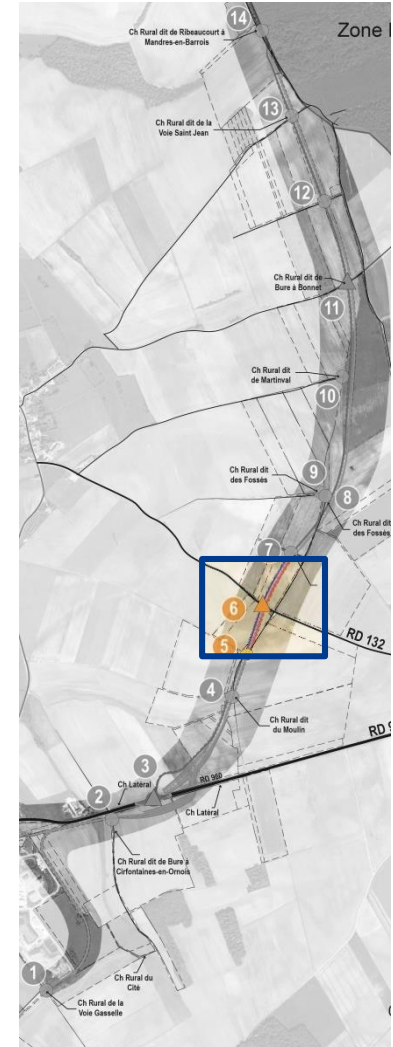 14
Zone
Ch Rural dit de Ribeaucourt à
Mandres-en-Barrois
13
Ch Rural dit de la
Voie Saint Jean
12
Ch Rural dit de
Bure à Bonnet
11
Ch Rural dit
de Martinval
10
Ch Rural dit
des Fossés
9
8
Ch Rural dit
des Fossés
7
6
RD 132
5
4
Ch Rural dit
du Moulin
RD 9
3
Ch Latéral
RD 960
2
Ch Latéral
Ch Rural dit de Bure à
Cirfontaines-en-Ornois
1
Ch Rural du
Cité
Ch Rural de la
Voie Gasselle